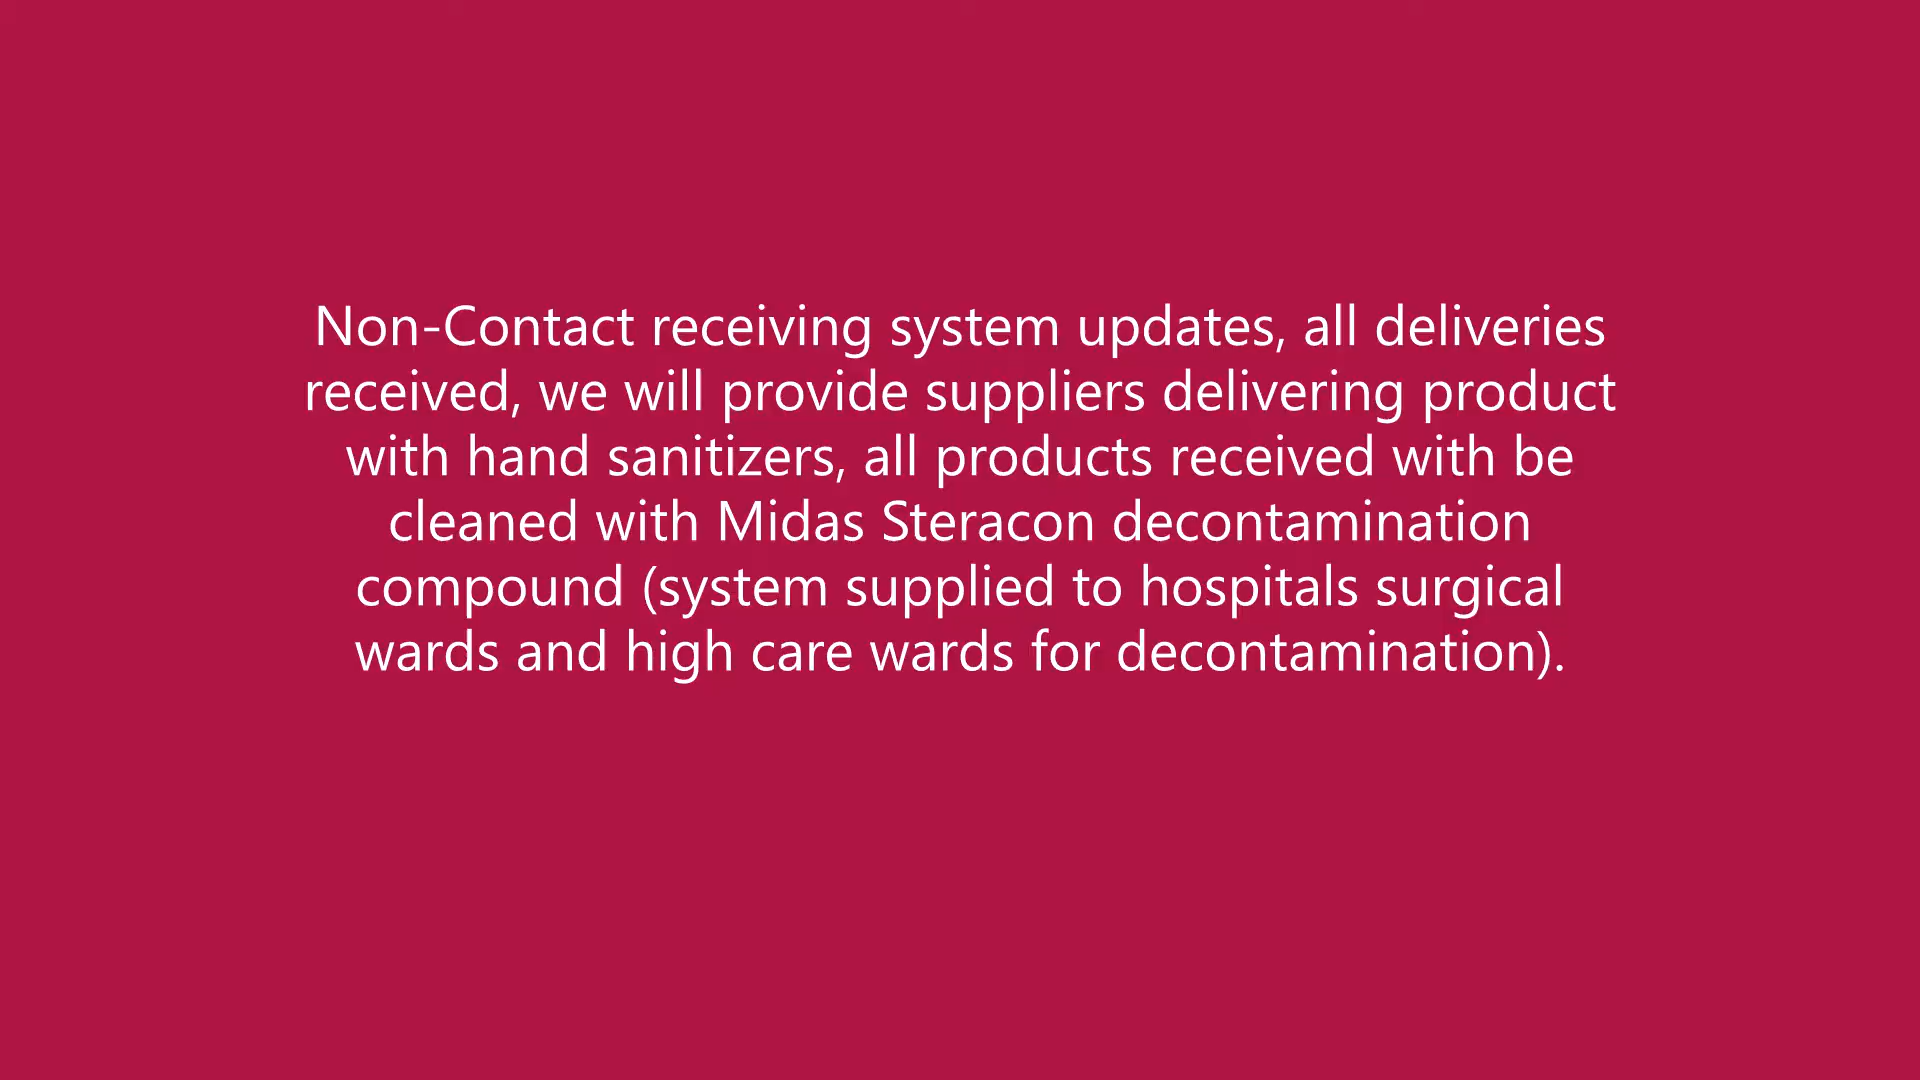 Non-Contact receiving system updates, all deliveries
received, we will provide suppliers delivering product
with hand sanitizers, all products received with be
cleaned with Midas Steracon decontamination
compound (system supplied to hospitals surgical
wards and high care wards for decontamination).